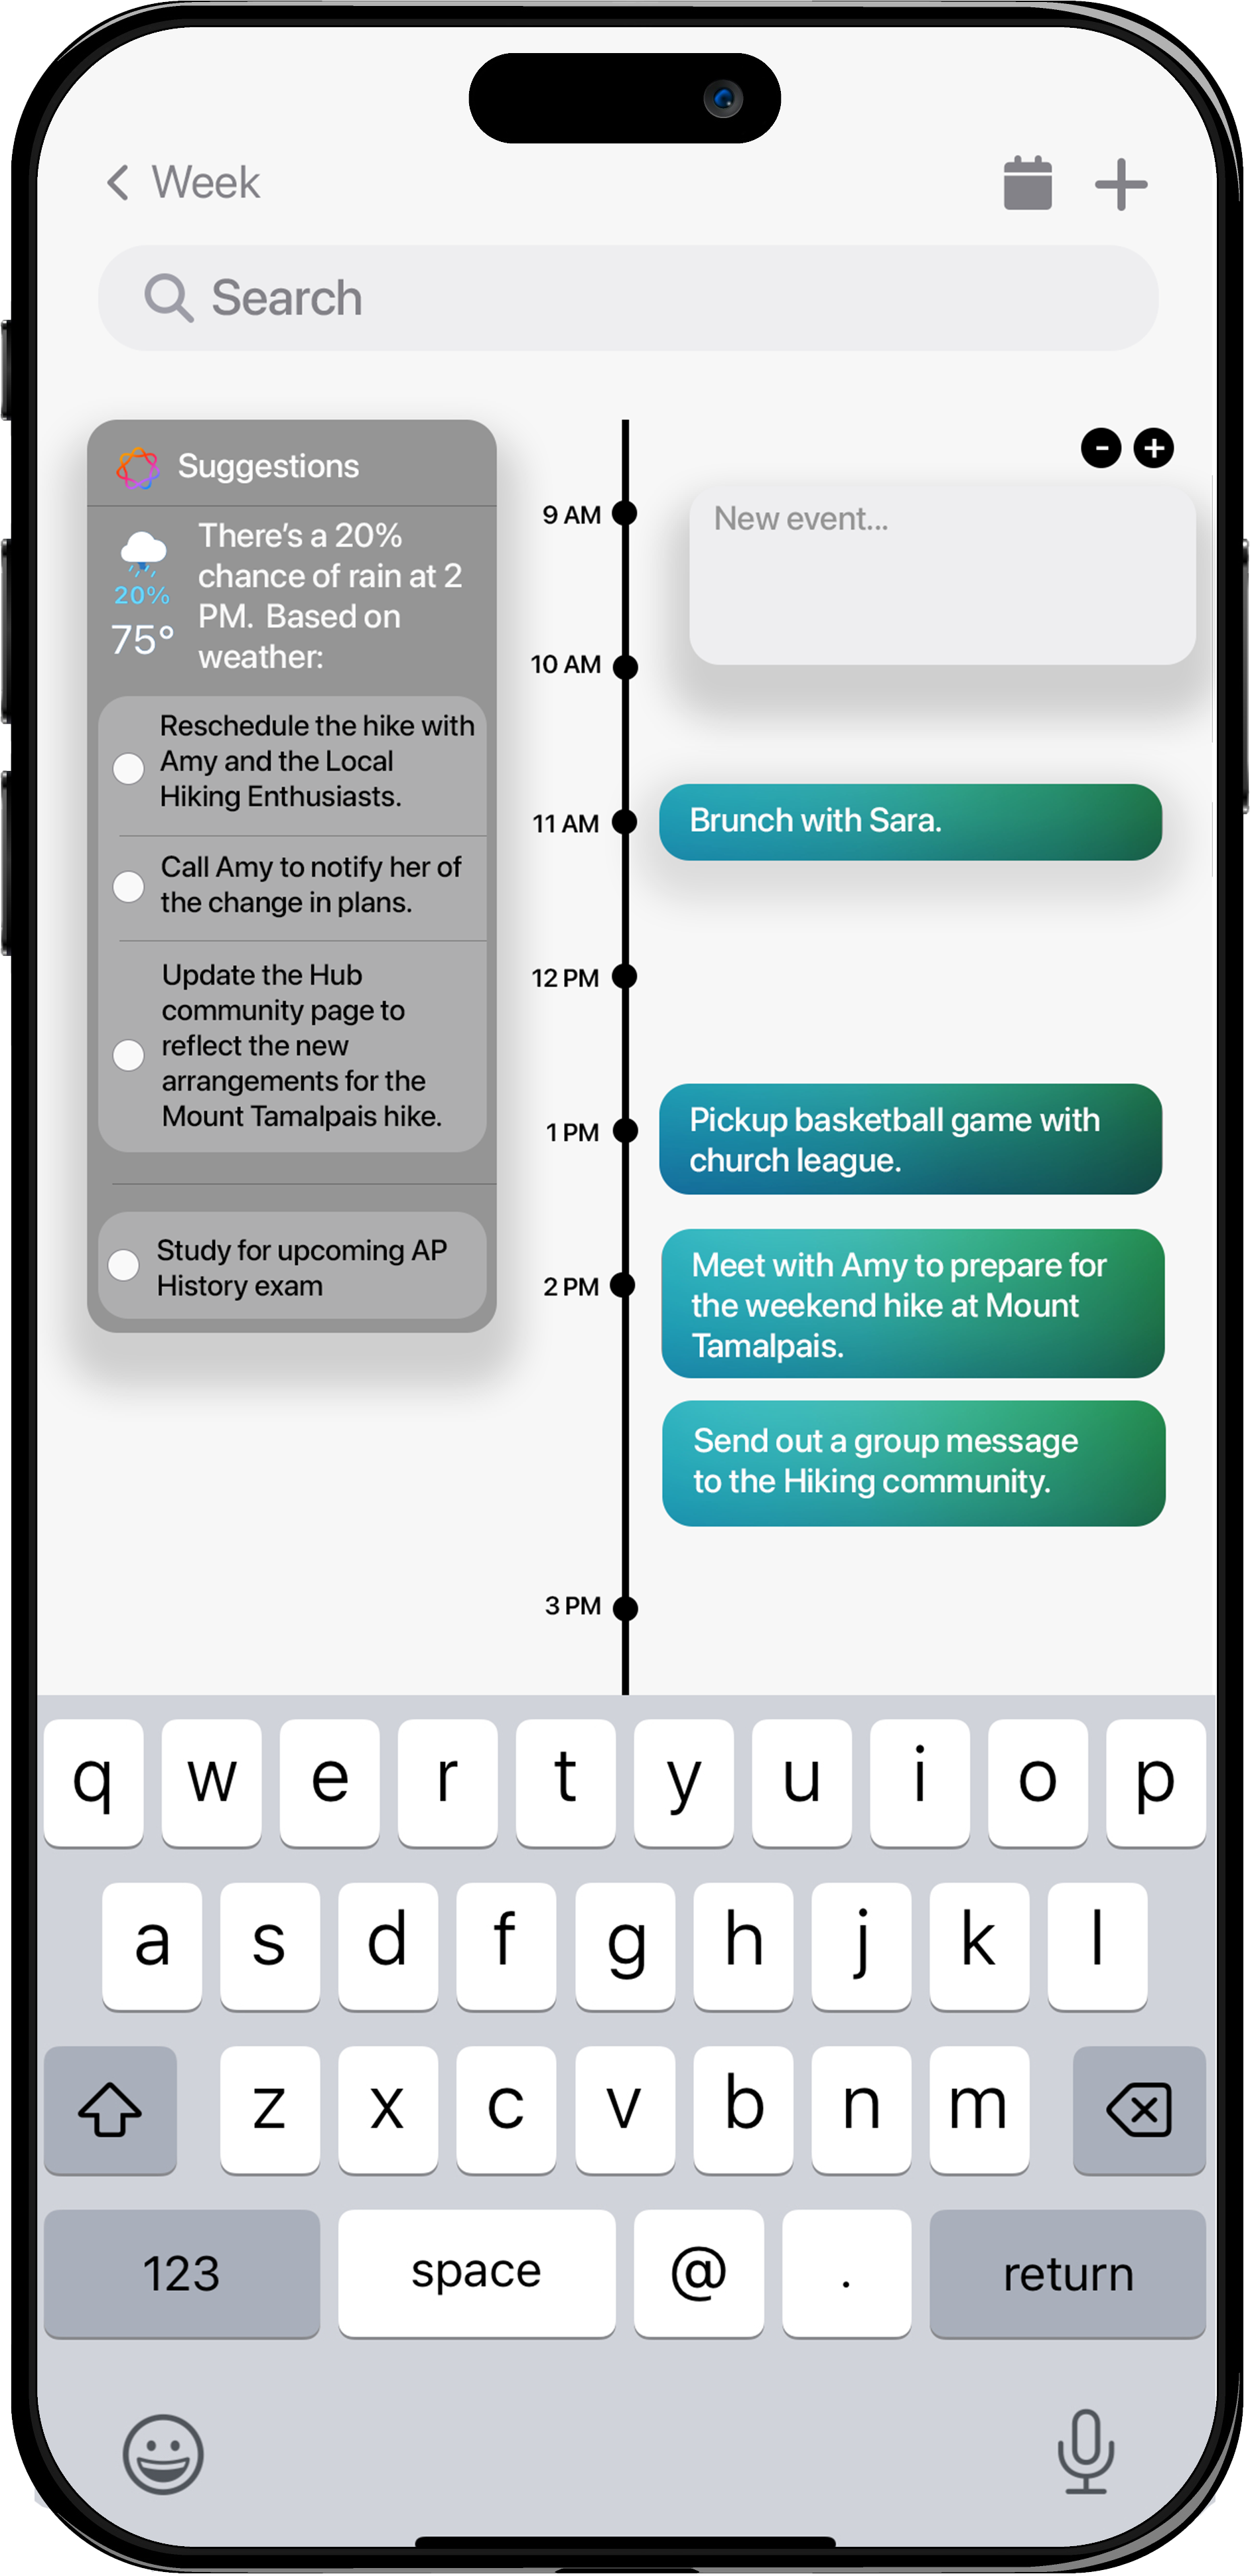 Week
Search
Suggestions
There’s a 20%
chance of rain at 2
PM. Based on
weather:
20%
75°
Reschedule the hike with
Amy and the Local
Hiking Enthusiasts.
Call Amy to notify her of
the change in plans.
Update the Hub
community page to
reflect the new
arrangements for the
Mount Tamalpais hike.
Study for upcoming AP
History exam
9 AM
New event...
10 AM
11 AM
Brunch with Sara.
12 PM
1 PM
Pickup basketball game with
church league.
2 PM
Meet with Amy to prepare for
the weekend hike at Mount
Tamalpais.
Send out a group message
to the Hiking community.
3 PM
q w e r t y u i o p
a s d f g h j k l
z x c v b n m
123 space @ . return